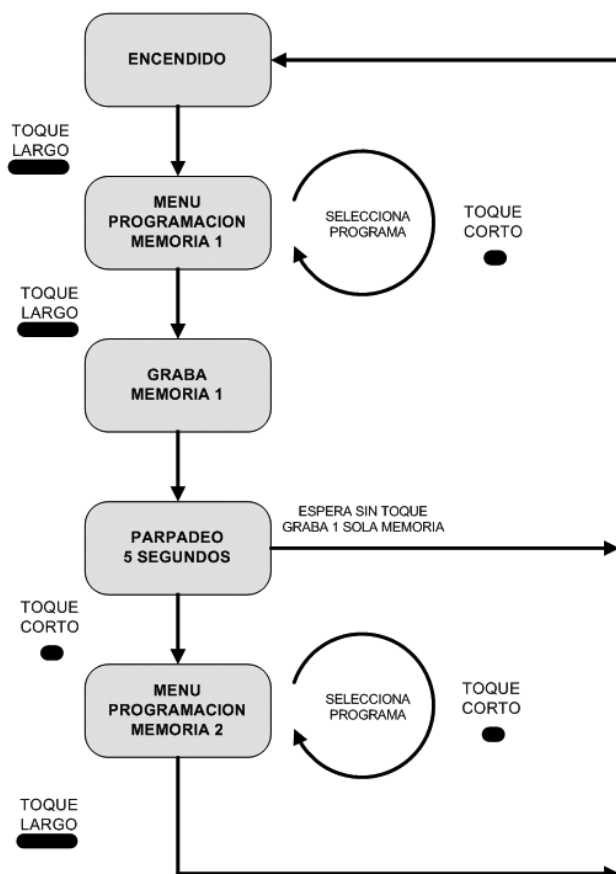 ENCENDIDO
TOQUE
LARGO
MENU
PROGRAMACION
MEMORIA 1
SELECCIONA
PROGRAMA
TOQUE
CORTO
TOQUE
LARGO
GRABA
MEMORIA 1
PARPADEO
5 SEGUNDOS
ESPERA SIN TOQUE
GRABA 1 SOLA MEMORIA
TOQUE
CORTO
MENU
PROGRAMACION
MEMORIA 2
SELECCIONA
PROGRAMA
TOQUE
CORTO
TOQUE
LARGO